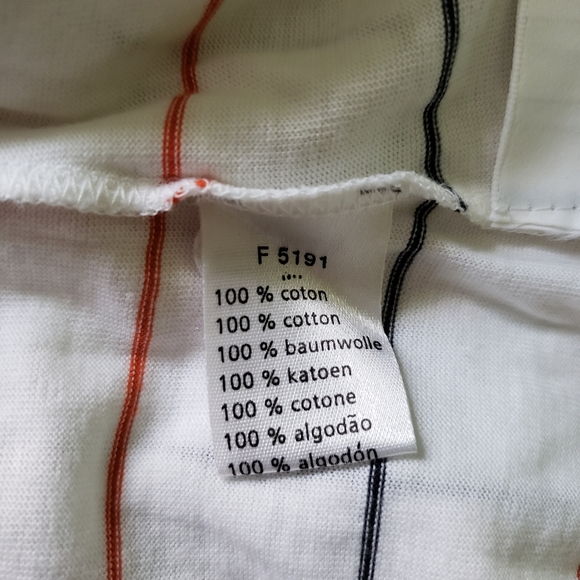 F 5191
100 % coton
100 % cotton
100 % baumwolle
100 % katoen
100 % cotone
100 % algodão
100 % algodón